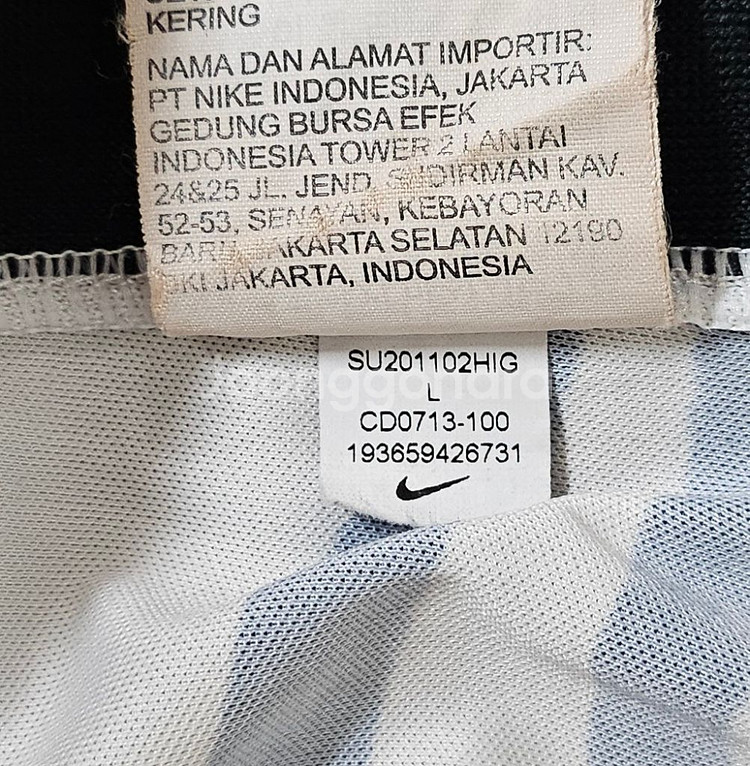 KERING
NAMA DAN ALAMAT IMPORTIR:
PT NIKE INDONESIA, JAKARTA
GEDUNG BURSA EFEK
INDONESIA TOWER 2 LANTAI
24&25 JL. JEND. SUDIRMAN KAV.
52-53, SENAYAN, KEBAYORAN
BARU, JAKARTA SELATAN 12190
DKI JAKARTA, INDONESIA
SU201102HIG
L
CD0713-100
193659426731